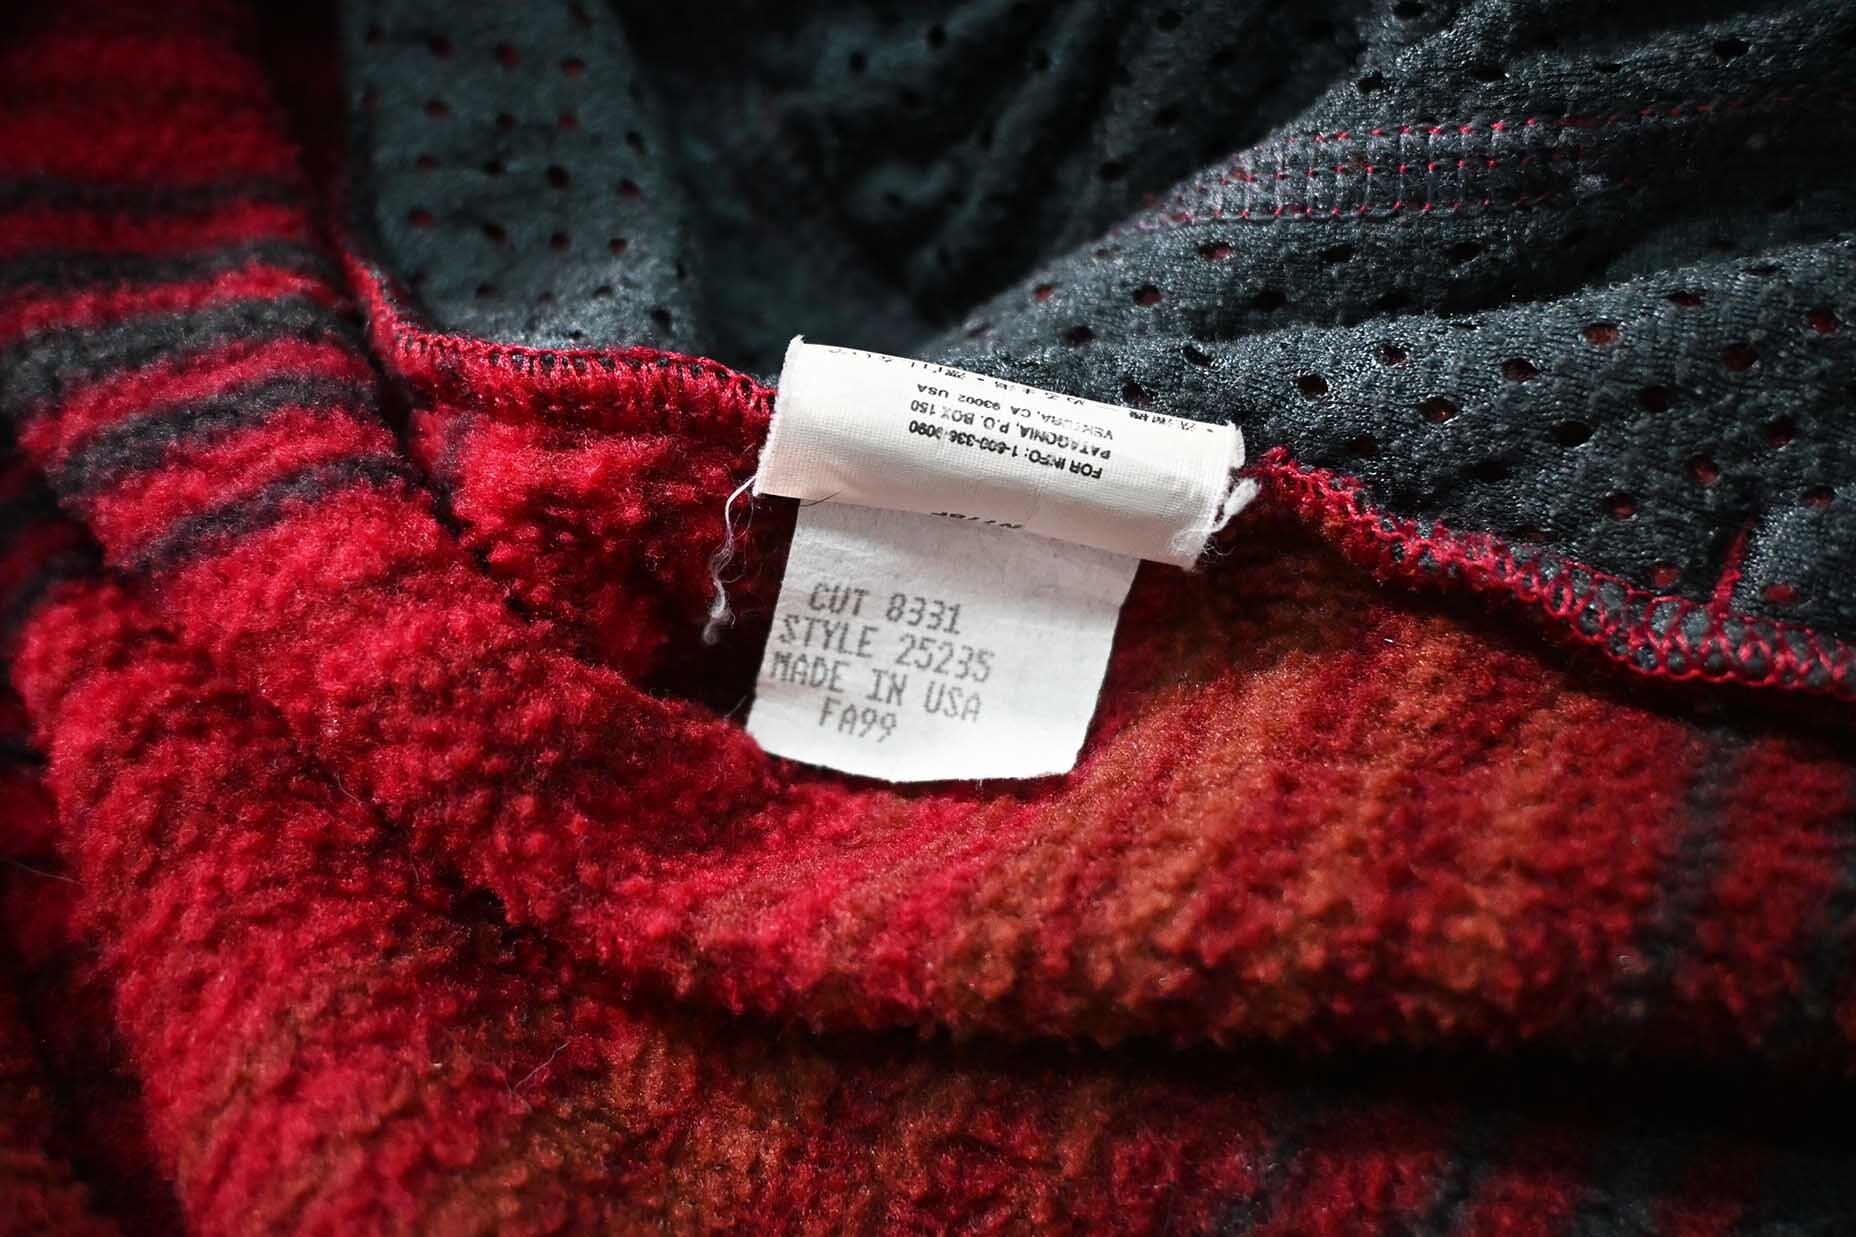 FOR INFO: 1-800-336-9090
PATAGONIA, P.O. BOX 150
VENTURA, CA 93002 USA
CUT 8331
STYLE 25235
MADE IN USA
FA99